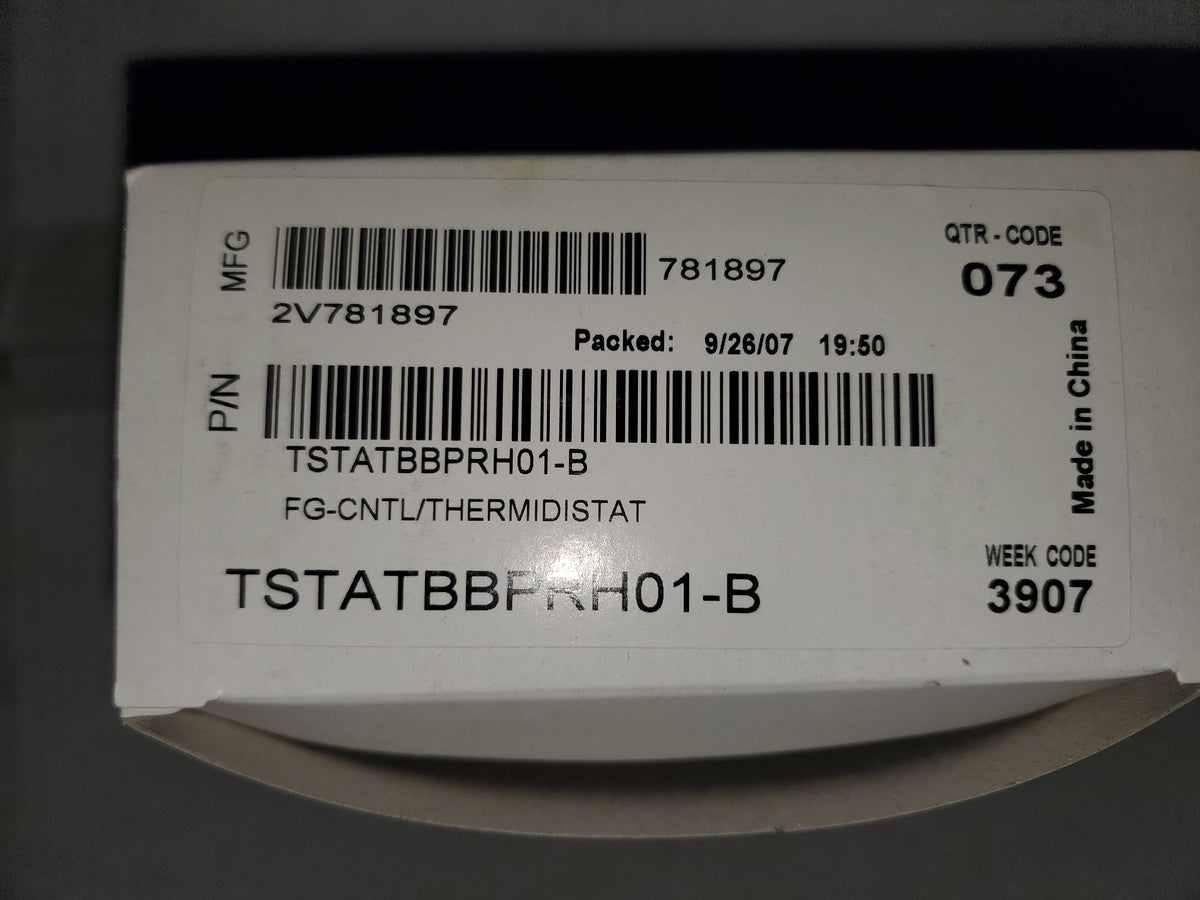 MFG
781897
2V781897
QTR-CODE
073
Packed: 9/26/07 19:50
P/N
TSTATBBPRH01-B
FG-CNTL/THERMIDISTAT
TSTATBBPRH01-B
Made in China
WEEK CODE
3907